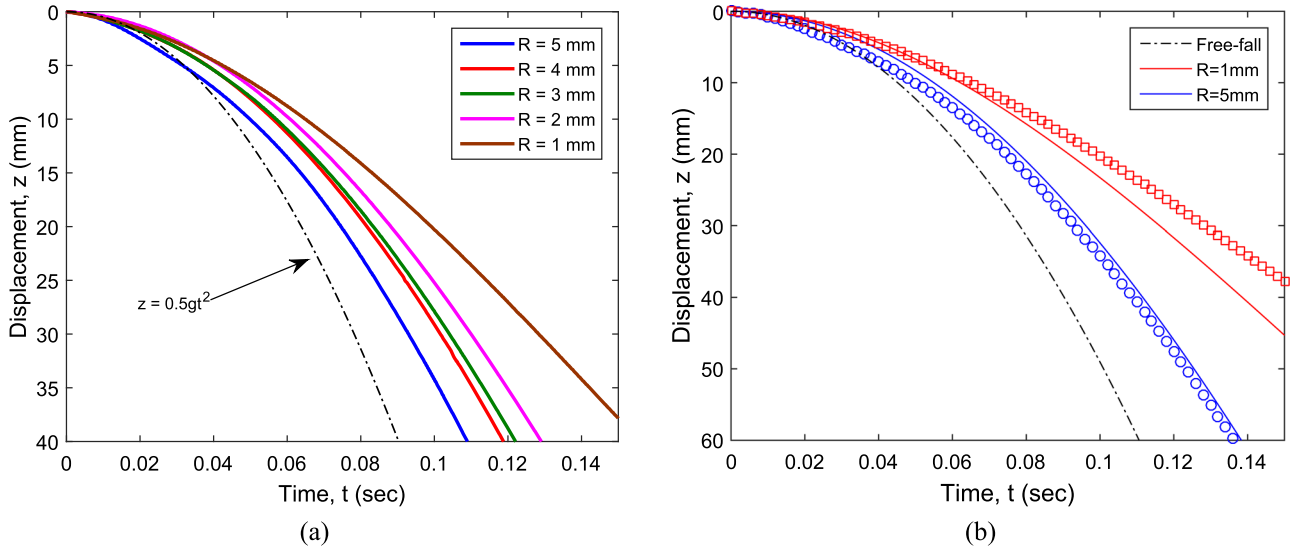 0
5
10
15
20
25
30
35
40
Displacement, z (mm)
R = 5 mm
R = 4 mm
R = 3 mm
R = 2 mm
R = 1 mm
z = 0.5gt²
0 0.02 0.04 0.06 0.08 0.1 0.12 0.14
Time, t (sec)
(a)
0
10
20
30
40
50
60
Displacement, z (mm)
Free-fall
R=1mm
R=5mm
0 0.02 0.04 0.06 0.08 0.1 0.12 0.14
Time, t (sec)
(b)